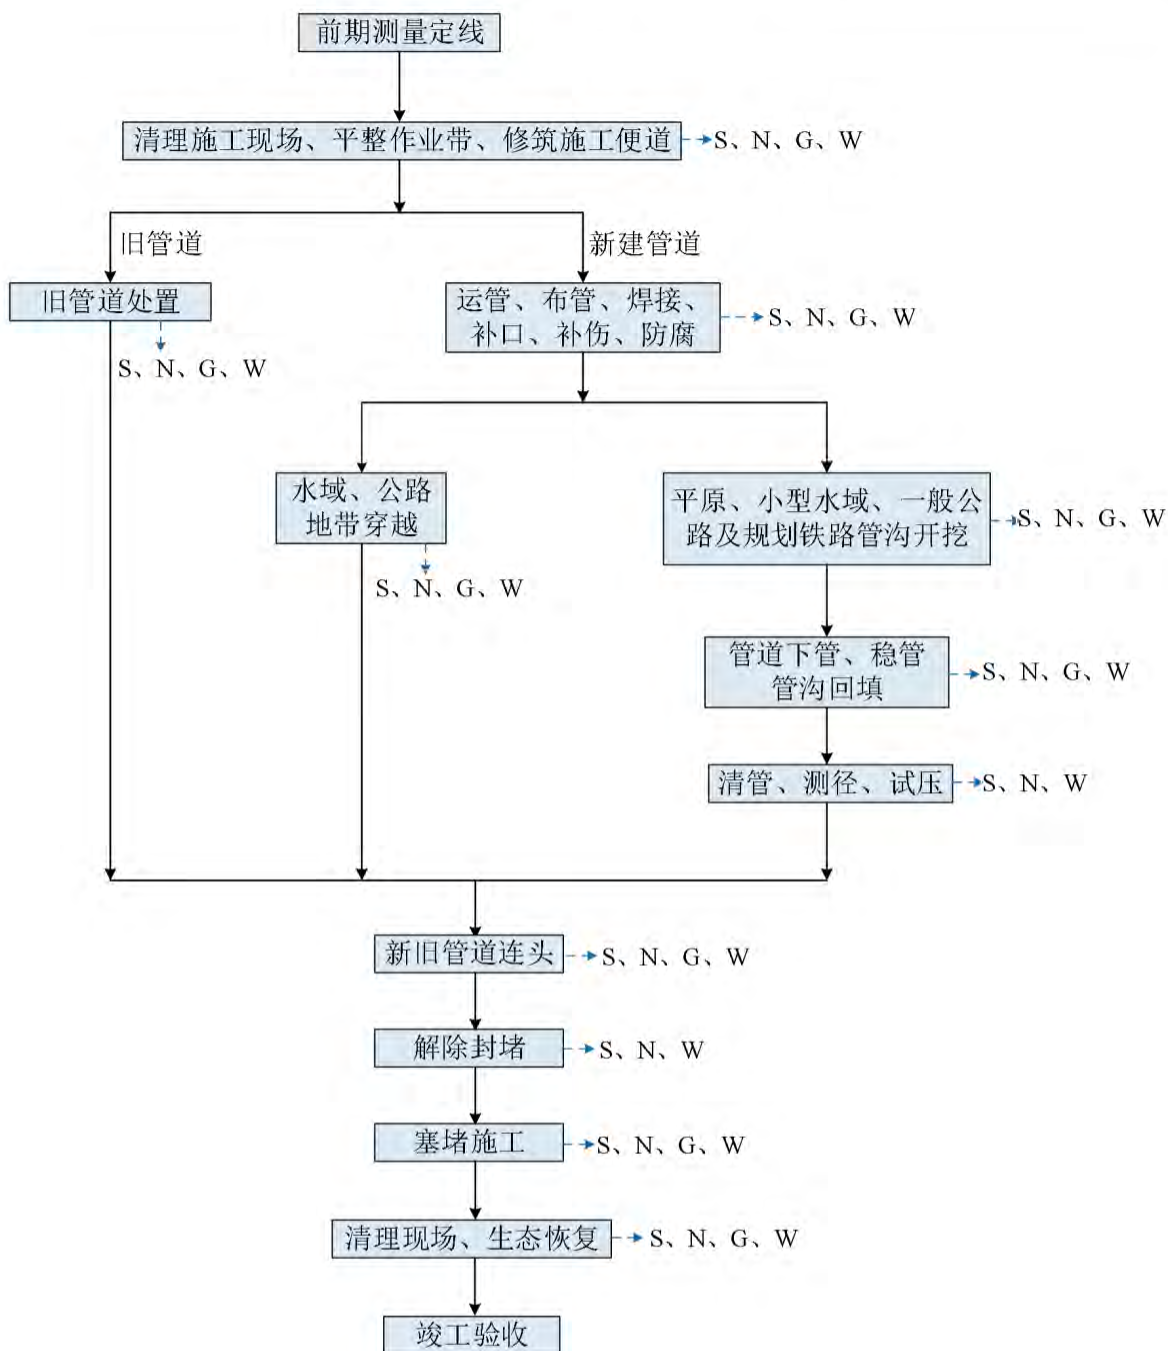 前期测量定线
清理施工现场、平整作业带、修筑施工便道
S、N、G、W
旧管道
新建管道
旧管道处置
S、N、G、W
运管、布管、焊接、
补口、补伤、防腐
S、N、G、W
水域、公路
地带穿越
S、N、G、W
平原、小型水域、一般公
路及规划铁路管沟开挖
S、N、G、W
管道下管、稳管
管沟回填
S、N、G、W
清管、测径、试压
S、N、W
新旧管道连头
S、N、G、W
解除封堵
S、N、W
塞堵施工
S、N、G、W
清理现场、生态恢复
S、N、G、W
竣工验收